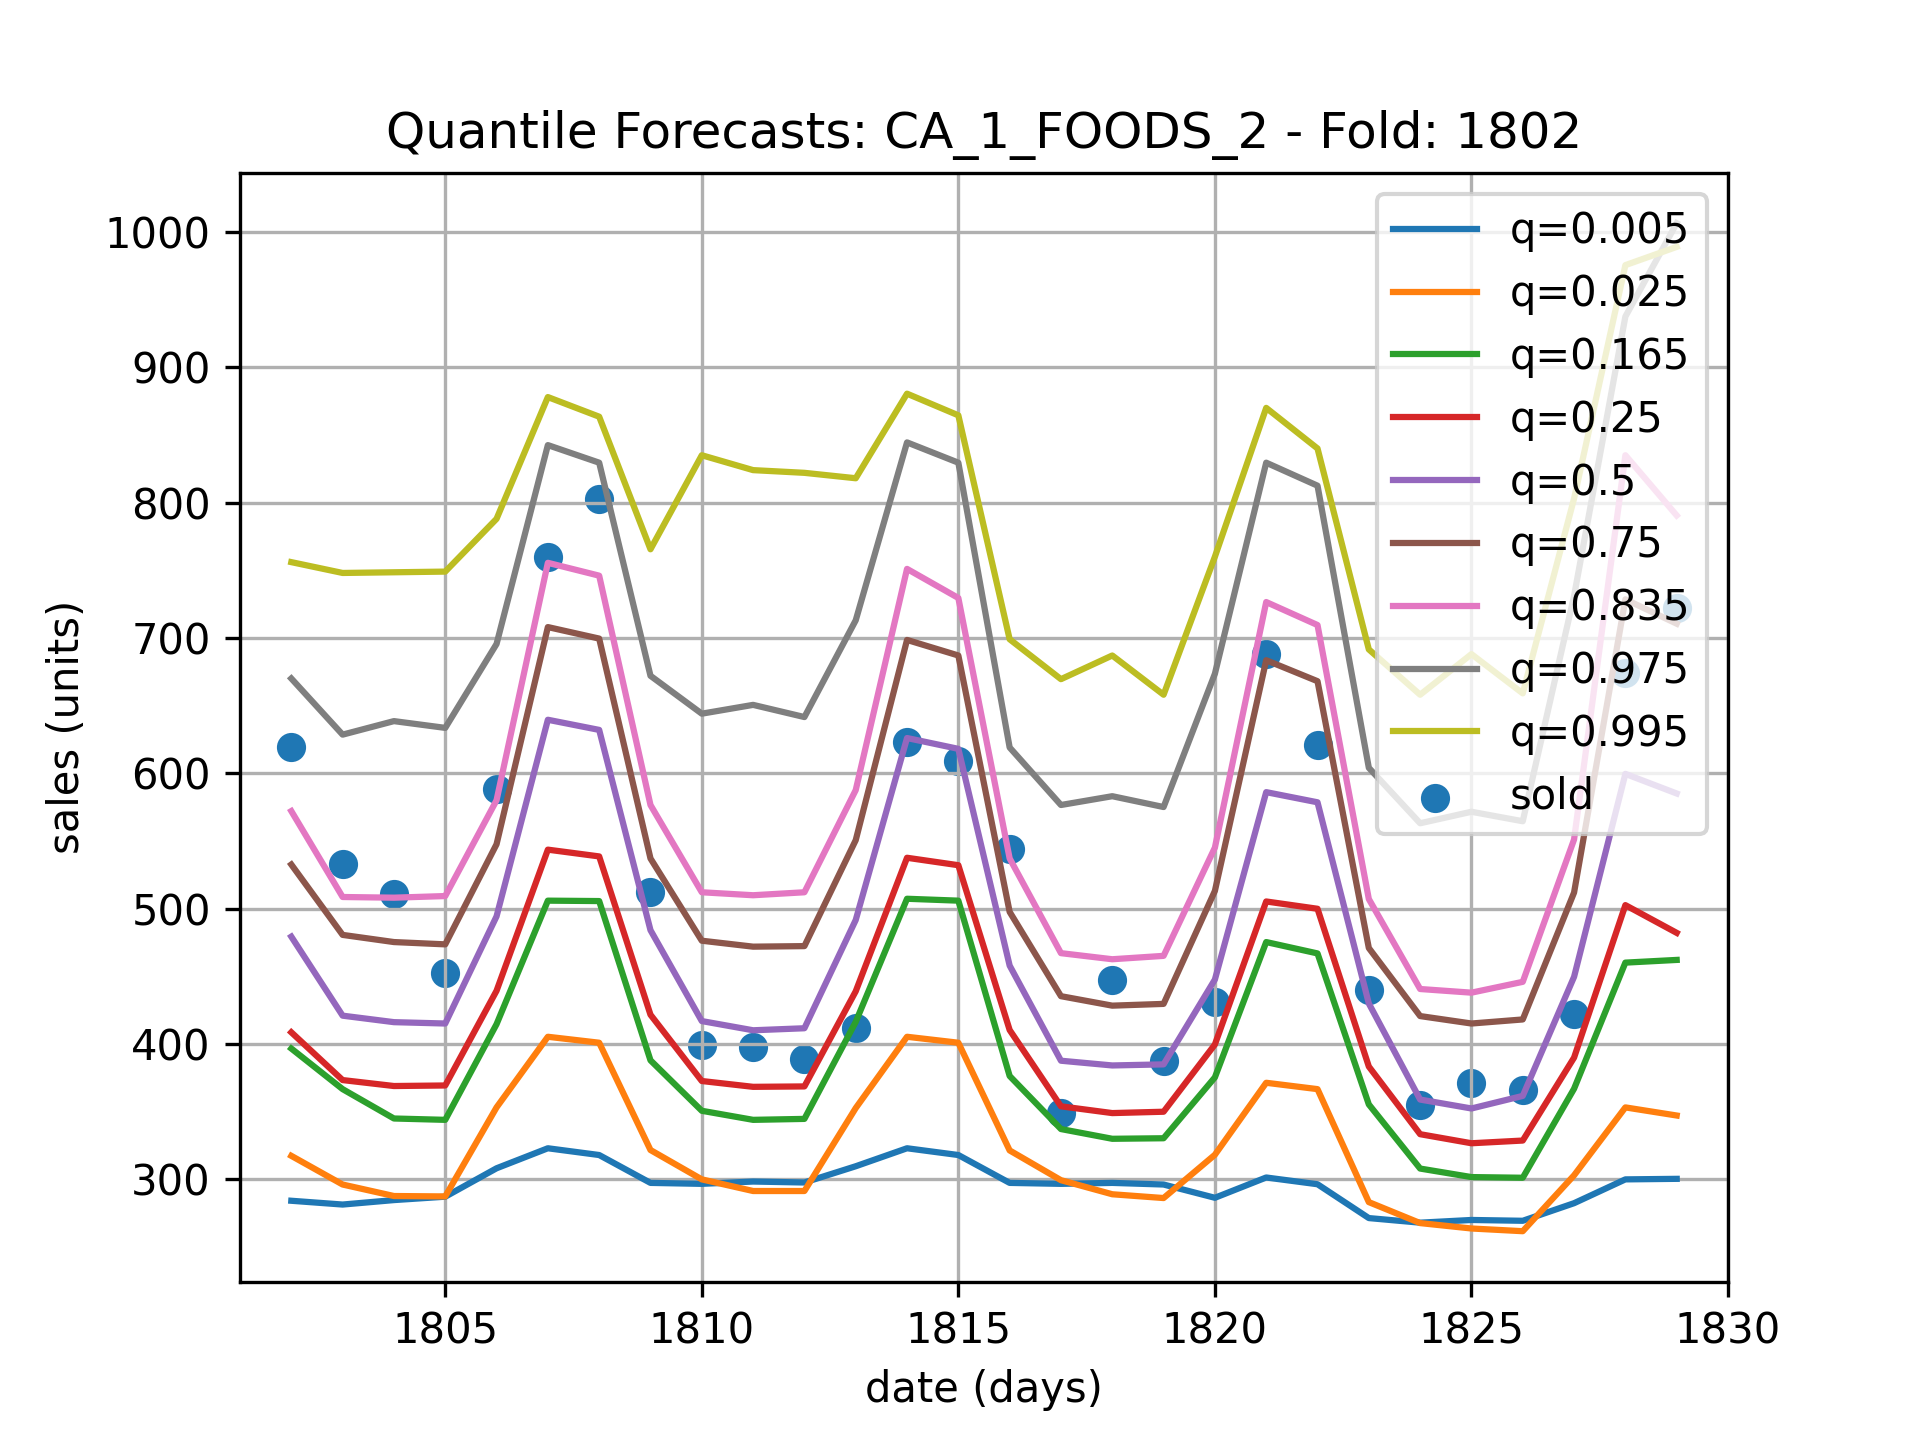 Quantile Forecasts: CA_1_FOODS_2 - Fold: 1802
1000
900
800
700
600
500
400
300
sales (units)
q=0.005
q=0.025
q=0.165
q=0.25
q=0.5
q=0.75
q=0.835
q=0.975
q=0.995
sold
1805 1810 1815 1820 1825 1830
date (days)